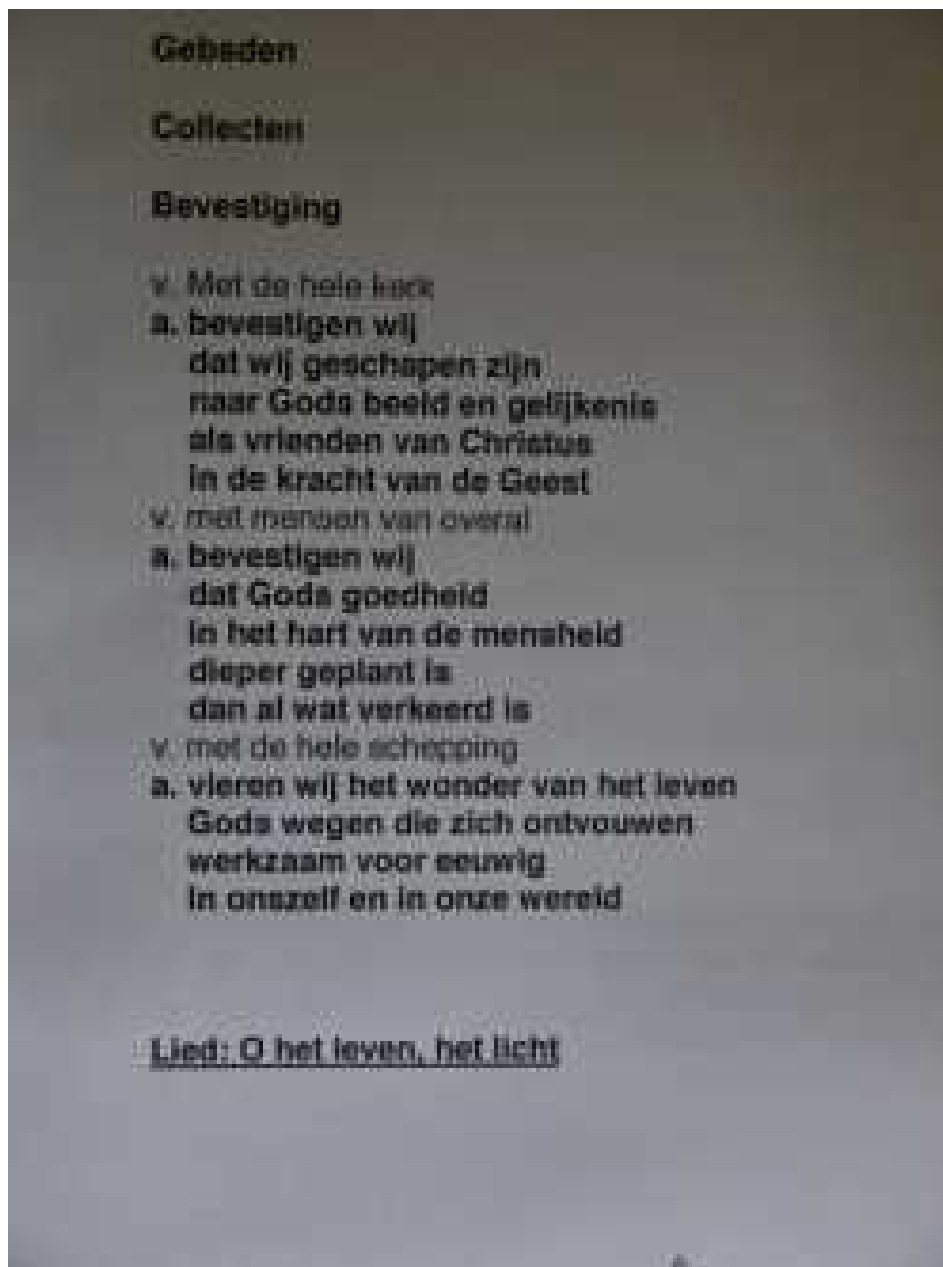 Gebeden
Collecten
Bevestiging
v. Met de hele kerk
a. bevestigen wij
dat wij geschapen zijn
naar Gods beeld en gelijkenis
als vrienden van Christus
in de kracht van de Geest
v. met mensen van overal
a. bevestigen wij
dat Gods goedheid
in het hart van de mensheid
dieper geplant is
dan al wat verkeerd is
v. met de hele schepping
a. vieren wij het wonder van het leven
Gods wegen die zich ontvouwen
werkzaam voor eeuwig
in onszelf en in onze wereld
Lied: O het leven, het licht